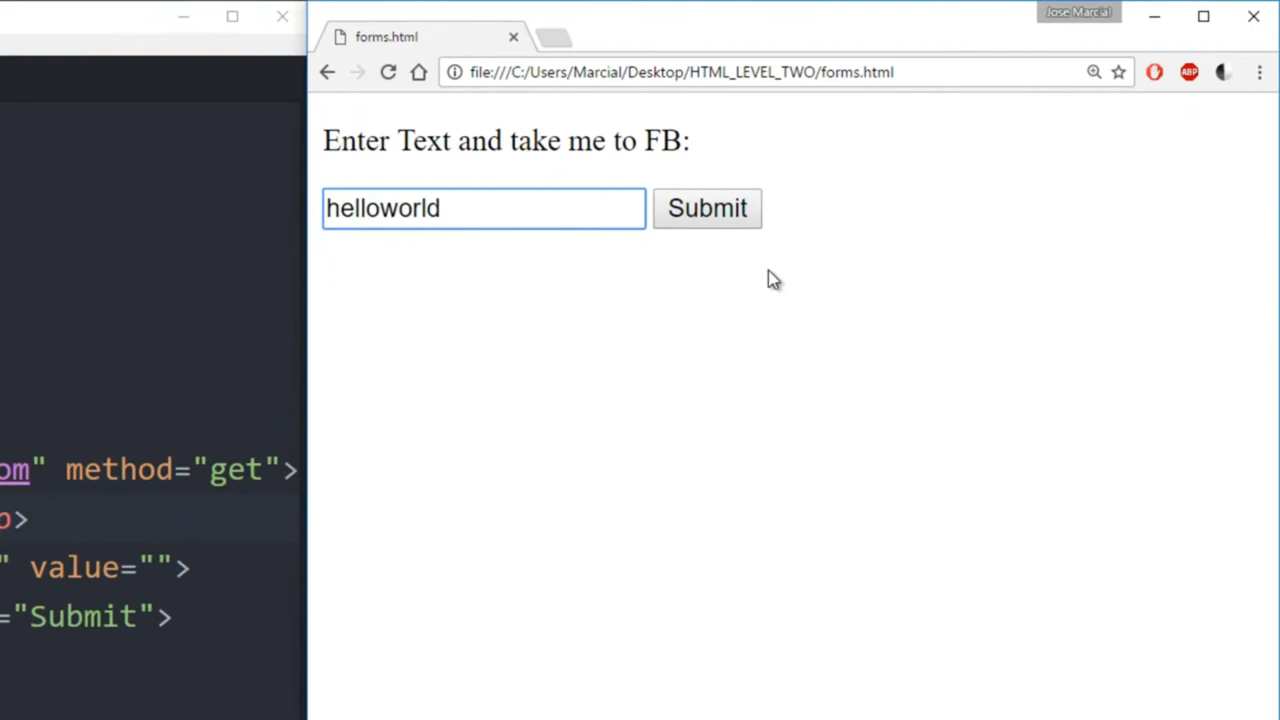 Jose Marcial
forms.html
file:///C:/Users/Marcial/Desktop/HTML_LEVEL_TWO/forms.html
ABP
Enter Text and take me to FB:
helloworld
Submit
om" method="get">
p>
" value="">
="Submit">